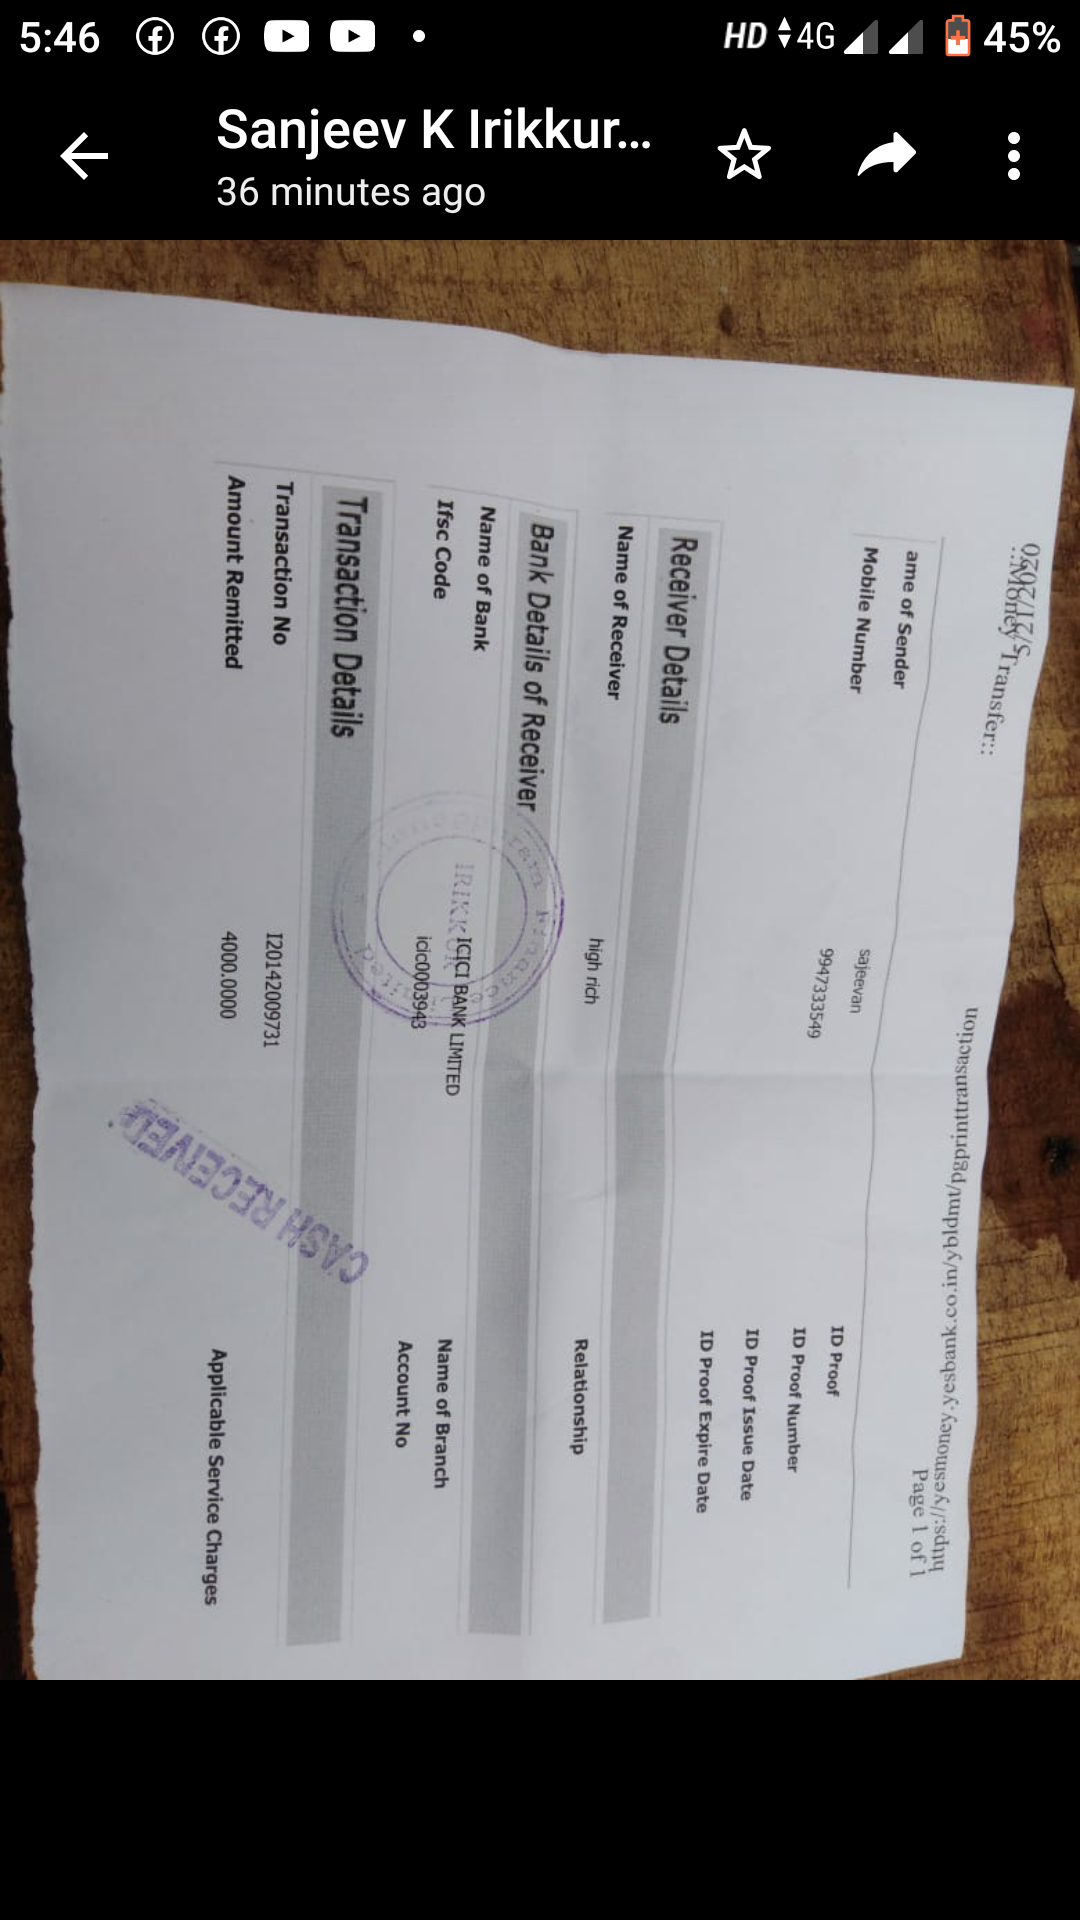 5:46
HD 4G 45%
Sanjeev K Irikkur...
36 minutes ago
::Money Transfer::
5/21/2020
https://yesmoney.yesbank.co.in/ybldmt/pgprinttransaction
Page 1 of 1
ame of Sender sajeevan ID Proof
Mobile Number 9947333549 ID Proof Number
ID Proof Issue Date
ID Proof Expire Date
Receiver Details
Name of Receiver high rich Relationship
Bank Details of Receiver
Name of Bank ICICI BANK LIMITED Name of Branch
Ifsc Code icic0003943 Account No
Transaction Details
Transaction No I20142009731
Amount Remitted 4000.0000 Applicable Service Charges
IRIKKUR
CASH RECEIVED